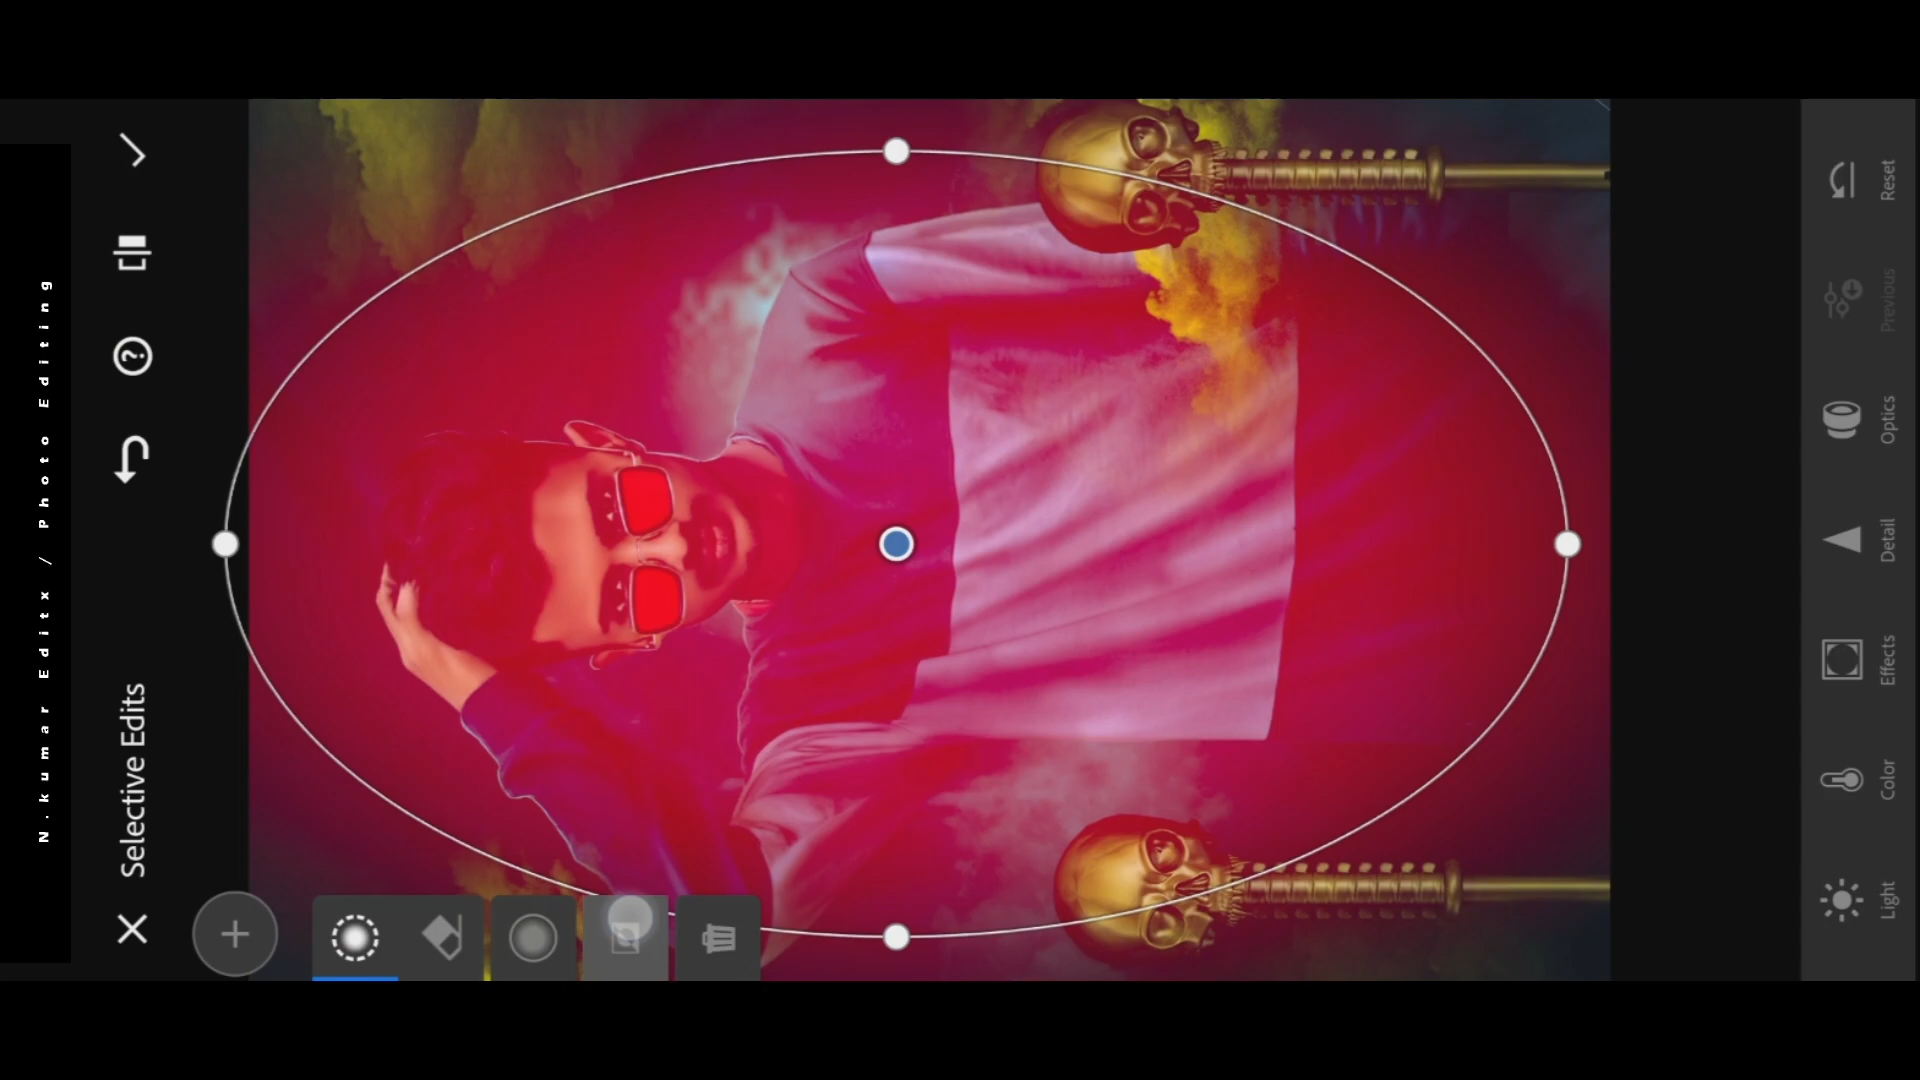 N.kumar Editx / Photo Editing
Selective Edits
Light
Color
Effects
Detail
Optics
Previous
Reset